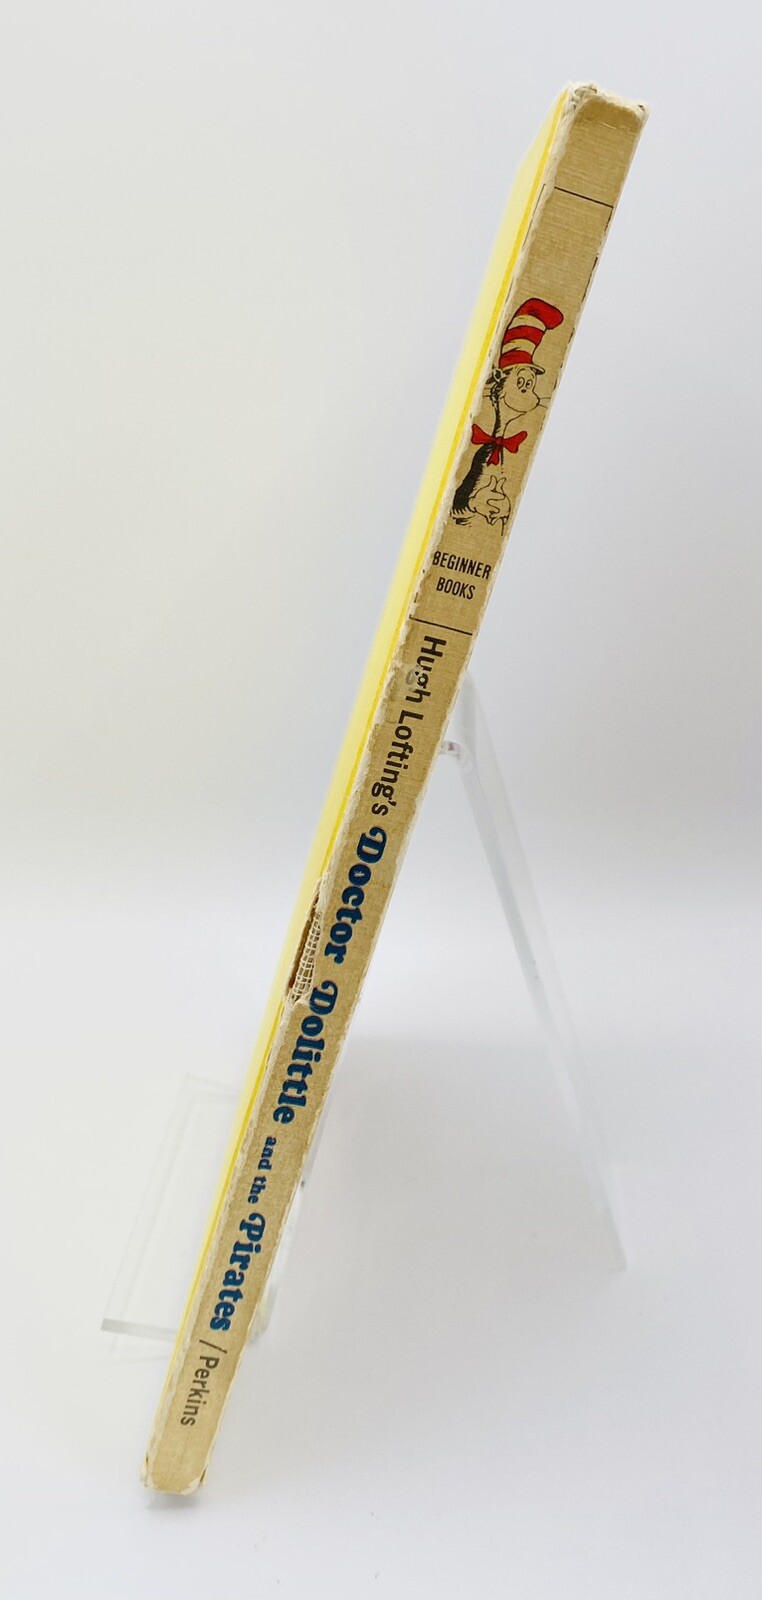 BEGINNER
BOOKS
Hugh Lofting's Doctor Dolittle and the Pirates / Perkins